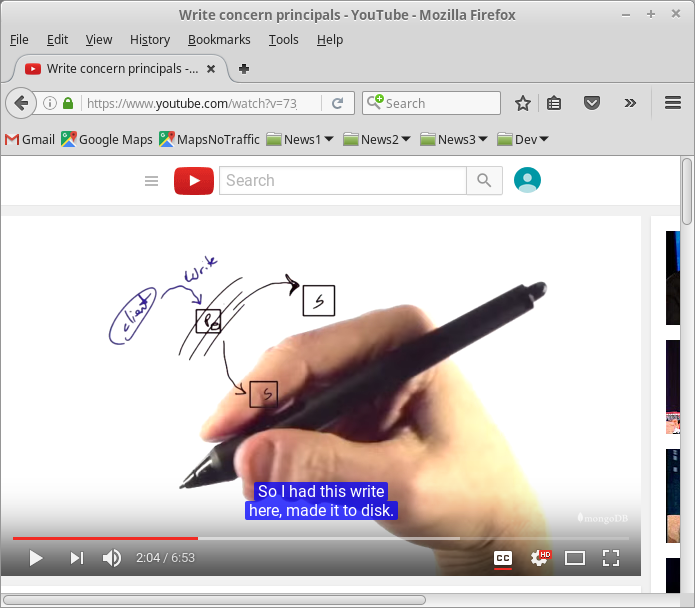 Write concern principals - YouTube - Mozilla Firefox
File Edit View History Bookmarks Tools Help
Write concern principals -...
https://www.youtube.com/watch?v=73_
Search
Gmail Google Maps MapsNoTraffic News1 News2 News3 Dev
Search
write
client
P
S
S
So I had this write
here, made it to disk.
mongoDB
2:04 / 6:53
CC
HD